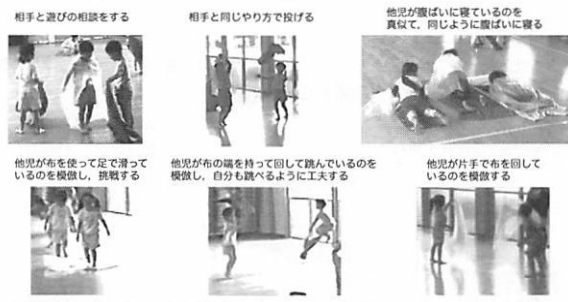 相手と遊びの相談をする
相手と同じやり方で投げる
他児が腹ばいに寝ているのを
真似て，同じように腹ばいに寝る
他児が布を使って足で滑って
いるのを模倣し，挑戦する
他児が布の端を持って回して跳んでいるのを
模倣し，自分も跳べるように工夫する
他児が片手で布を回して
いるのを模倣する